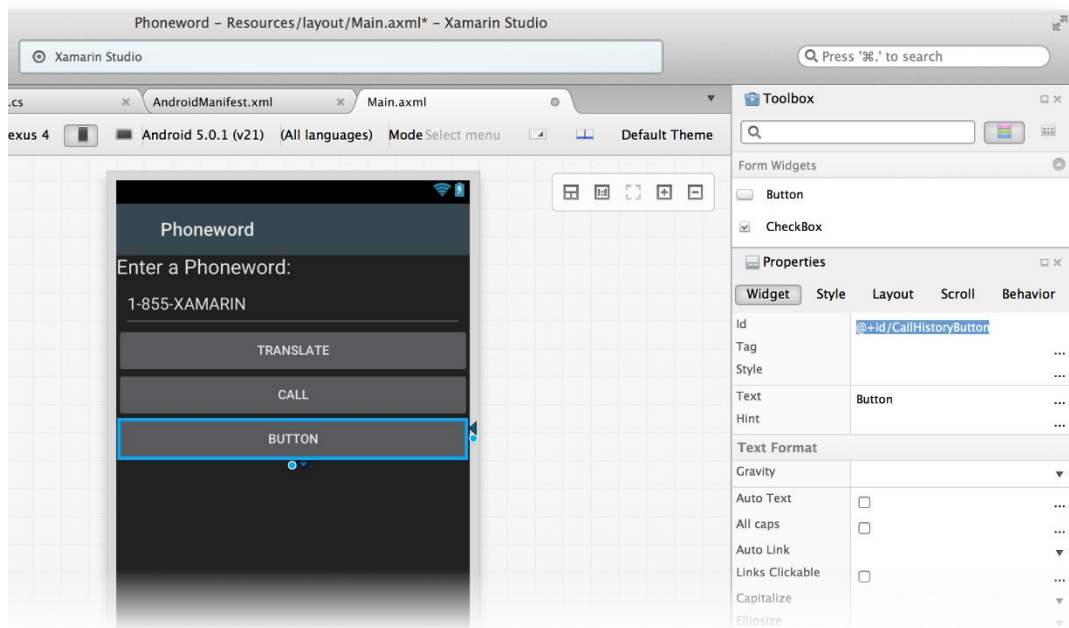 Phoneword – Resources/layout/Main.axml* – Xamarin Studio
Xamarin Studio
Press '⌘.' to search
.cs
AndroidManifest.xml
Main.axml
exus 4
Android 5.0.1 (v21)
(All languages)
Mode Select menu
Default Theme
Phoneword
Enter a Phoneword:
1-855-XAMARIN
TRANSLATE
CALL
BUTTON
Toolbox
Form Widgets
Button
CheckBox
Properties
Widget Style Layout Scroll Behavior
Id @+id/CallHistoryButton
Tag ...
Style ...
Text Button ...
Hint ...
Text Format
Gravity
Auto Text ...
All caps ...
Auto Link
Links Clickable ...
Capitalize
Ellipsize